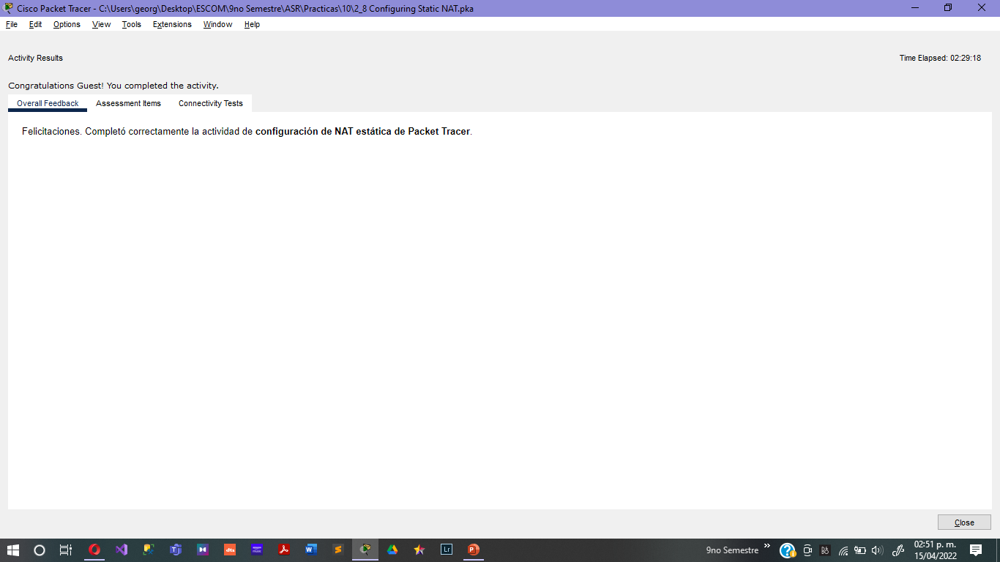 Cisco Packet Tracer - C:\Users\georg\Desktop\ESCOM\9no Semestre\ASR\Practicas\10\2_8 Configuring Static NAT.pka
File Edit Options View Tools Extensions Window Help
Activity Results Time Elapsed: 02:29:18
Congratulations Guest! You completed the activity.
Overall Feedback Assessment Items Connectivity Tests
Felicitaciones. Completó correctamente la actividad de configuración de NAT estática de Packet Tracer.
Close
dts
Lr
9no Semestre
02:51 p. m.
15/04/2022